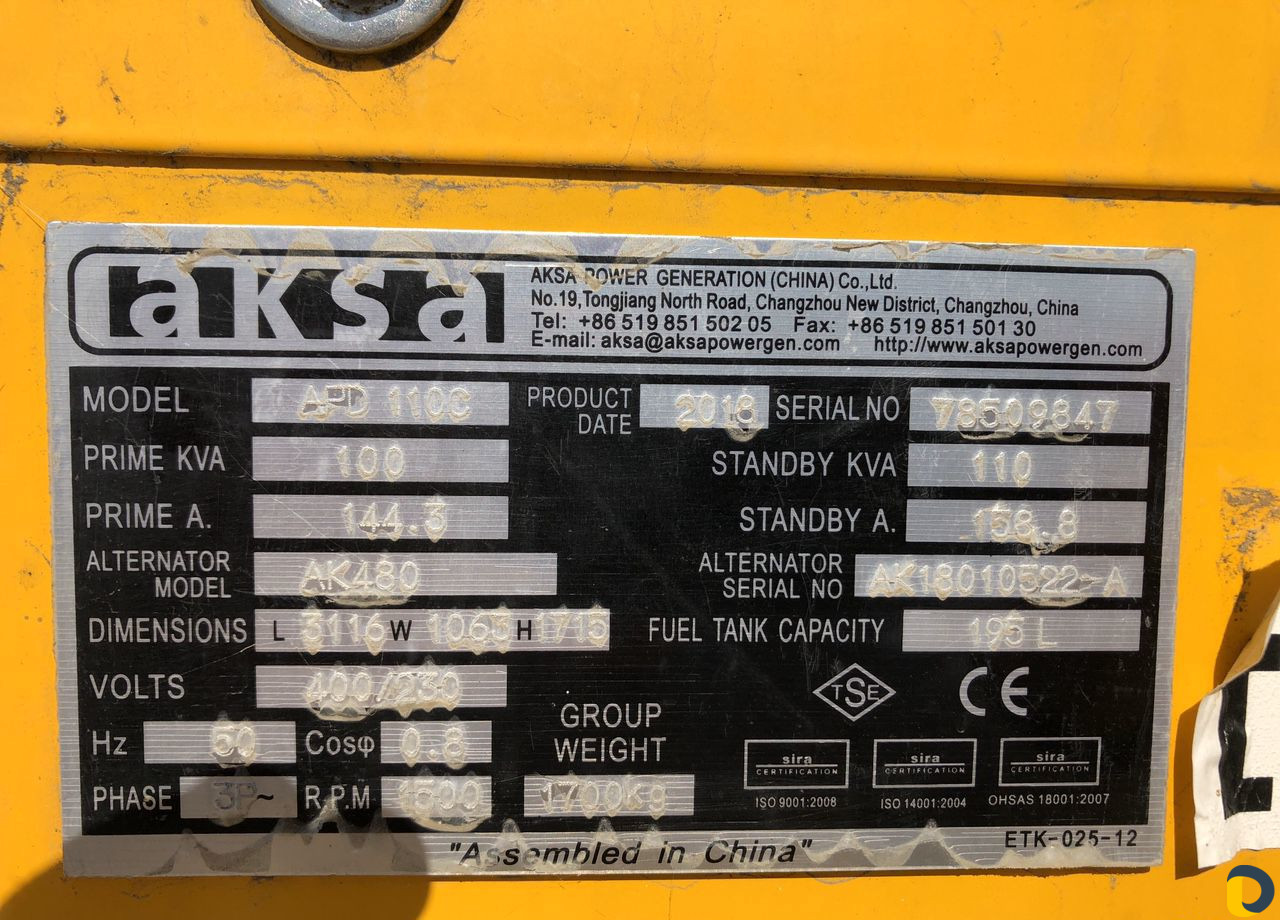 aksa
AKSA POWER GENERATION (CHINA) Co.,Ltd.
No.19,Tongjiang North Road, Changzhou New District, Changzhou, China
Tel: +86 519 851 502 05 Fax: +86 519 851 501 30
E-mail: aksa@aksapowergen.com http://www.aksapowergen.com
MODEL APD 110C PRODUCT DATE 2018 SERIAL NO 78509847
PRIME KVA 100 STANDBY KVA 110
PRIME A. 144.3 STANDBY A. 158.8
ALTERNATOR MODEL AK480 ALTERNATOR SERIAL NO AK18010522-A
DIMENSIONS L 3116 W 1065 H 1715 FUEL TANK CAPACITY 195 L
VOLTS 400/230 TSE CE
Hz 50 Cosφ 0.8 GROUP WEIGHT
PHASE 3P~ R.P.M 1500 1700Kg
sira CERTIFICATION sira CERTIFICATION sira CERTIFICATION
ISO 9001:2008 ISO 14001:2004 OHSAS 18001:2007
"Assembled in China" ETK-025-12